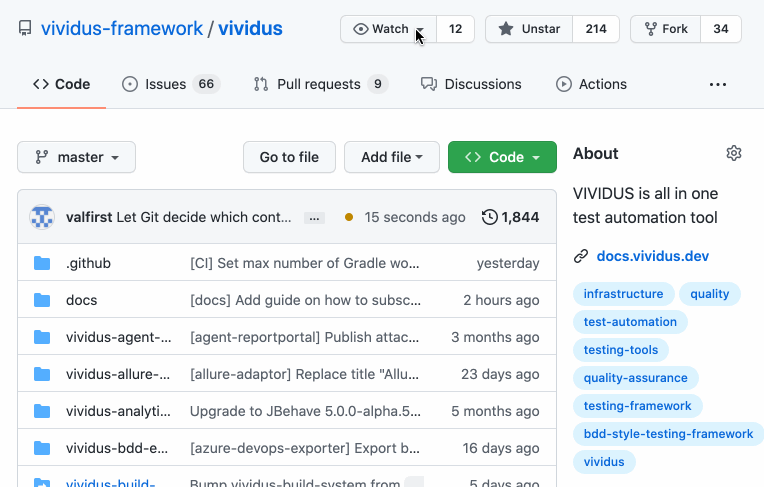 vividus-framework / vividus
Watch 12 Unstar 214 Fork 34
Code Issues 66 Pull requests 9 Discussions Actions ...
master Go to file Add file Code
About
VIVIDUS is all in one
test automation tool
docs.vividus.dev
infrastructure quality
test-automation
testing-tools
quality-assurance
testing-framework
bdd-style-testing-framework
vividus
valfirst Let Git decide which cont... ... 15 seconds ago 1,844
.github [CI] Set max number of Gradle wo... yesterday
docs [docs] Add guide on how to subsc... 2 hours ago
vividus-agent-... [agent-reportportal] Publish attac... 3 months ago
vividus-allure-... [allure-adaptor] Replace title "Allu... 23 days ago
vividus-analyti... Upgrade to JBehave 5.0.0-alpha.5... 5 months ago
vividus-bdd-e... [azure-devops-exporter] Export b... 16 days ago
vividus-build- Bump vividus-build-system from 5 days ago